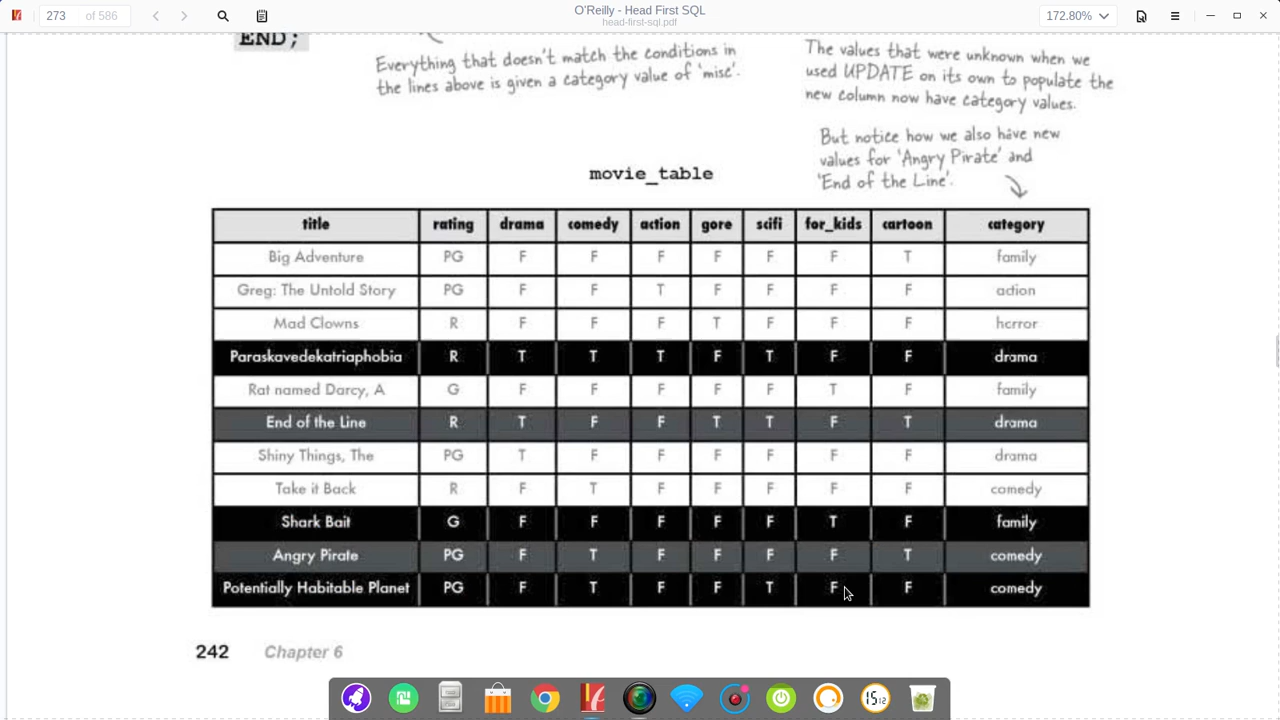 O'Reilly - Head First SQL
head-first-sql.pdf
273 of 586
172.80%
END;
Everything that doesn't match the conditions in
the lines above is given a category value of 'misc'.
The values that were unknown when we
used UPDATE on its own to populate the
new column now have category values.
But notice how we also have new
values for 'Angry Pirate' and
'End of the Line'.
movie_table
title rating drama comedy action gore scifi for_kids cartoon category
Big Adventure PG F F F F F F T family
Greg: The Untold Story PG F F T F F F F action
Mad Clowns R F F F T F F F horror
Paraskavedekatriaphobia R T T T F T F F drama
Rat named Darcy, A G F F F F F T F family
End of the Line R T F F T T F T drama
Shiny Things, The PG T F F F F F F drama
Take it Back R F T F F F F F comedy
Shark Bait G F F F F F T F family
Angry Pirate PG F T F F F F T comedy
Potentially Habitable Planet PG F T F F T F F comedy
242 Chapter 6
15 12